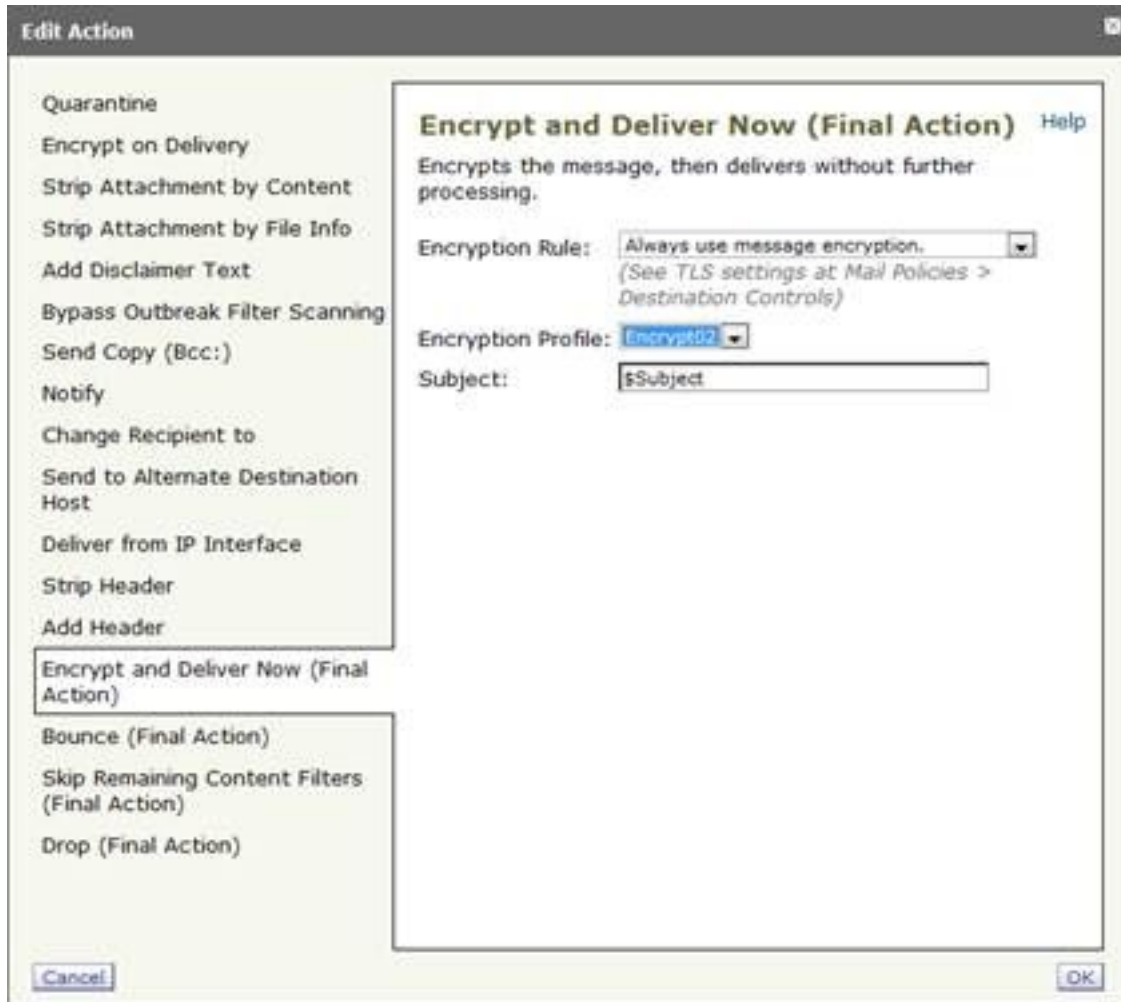 Edit Action
Quarantine
Encrypt on Delivery
Strip Attachment by Content
Strip Attachment by File Info
Add Disclaimer Text
Bypass Outbreak Filter Scanning
Send Copy (Bcc:)
Notify
Change Recipient to
Send to Alternate Destination
Host
Deliver from IP Interface
Strip Header
Add Header
Encrypt and Deliver Now (Final
Action)
Bounce (Final Action)
Skip Remaining Content Filters
(Final Action)
Drop (Final Action)
Encrypt and Deliver Now (Final Action) Help
Encrypts the message, then delivers without further
processing.
Encryption Rule: Always use message encryption.
(See TLS settings at Mail Policies >
Destination Controls)
Encryption Profile: Encrypt02
Subject: $Subject
Cancel
OK